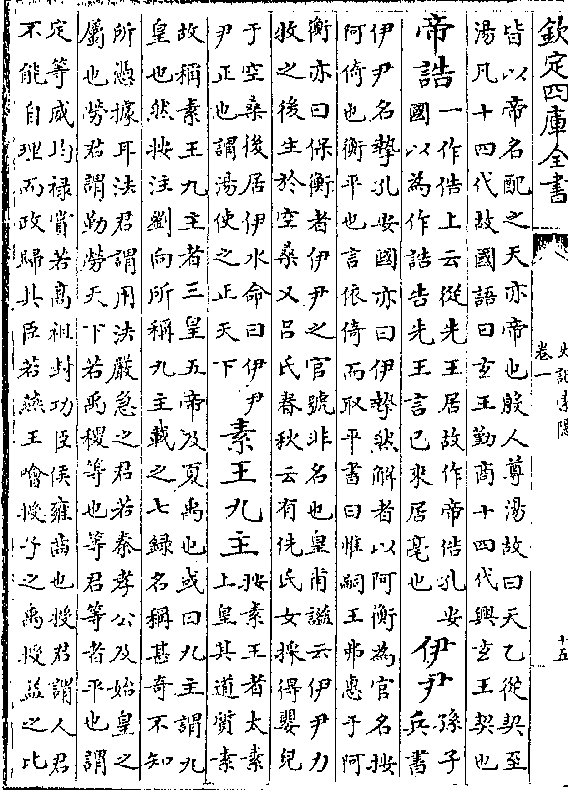 欽定四庫全書
史記索隱
卷一
十五
皆以帝名配之天亦帝也殷人尊湯故曰天乙從契至
湯凡十四代故國語曰玄王勤商十四代興玄王契也
帝誥
一作俈上云從先王居故作帝俈孔安
國以為作誥告先王言已來居亳也
伊尹
孫子
兵書
伊尹名摯孔安國亦曰伊摯然解者以阿衡為官名按
阿倚也衡平也言依倚而取平書曰惟嗣王弗惠于阿
衡亦曰保衡者伊尹之官號非名也皇甫謐云伊尹力
牧之後生於空桑又吕氏春秋云有侁氏女採得嬰兒
于空桑後居伊水命曰伊尹
尹正也謂湯使之正天下
素王九主
按素王者太素
上皇其道質素
故稱素王九主者三皇五帝及夏禹也或曰九主謂九
皇也然按注劉向所稱九主載之七録名稱甚奇不知
所憑據耳法君謂用法嚴急之君若秦孝公及始皇之
屬也勞君謂勤勞天下若禹稷等也等君等者平也謂
定等威均禄賞若高祖封功臣侯雍齒也授君謂人君
不能自理而政歸其臣若燕王噲授子之禹授益之比